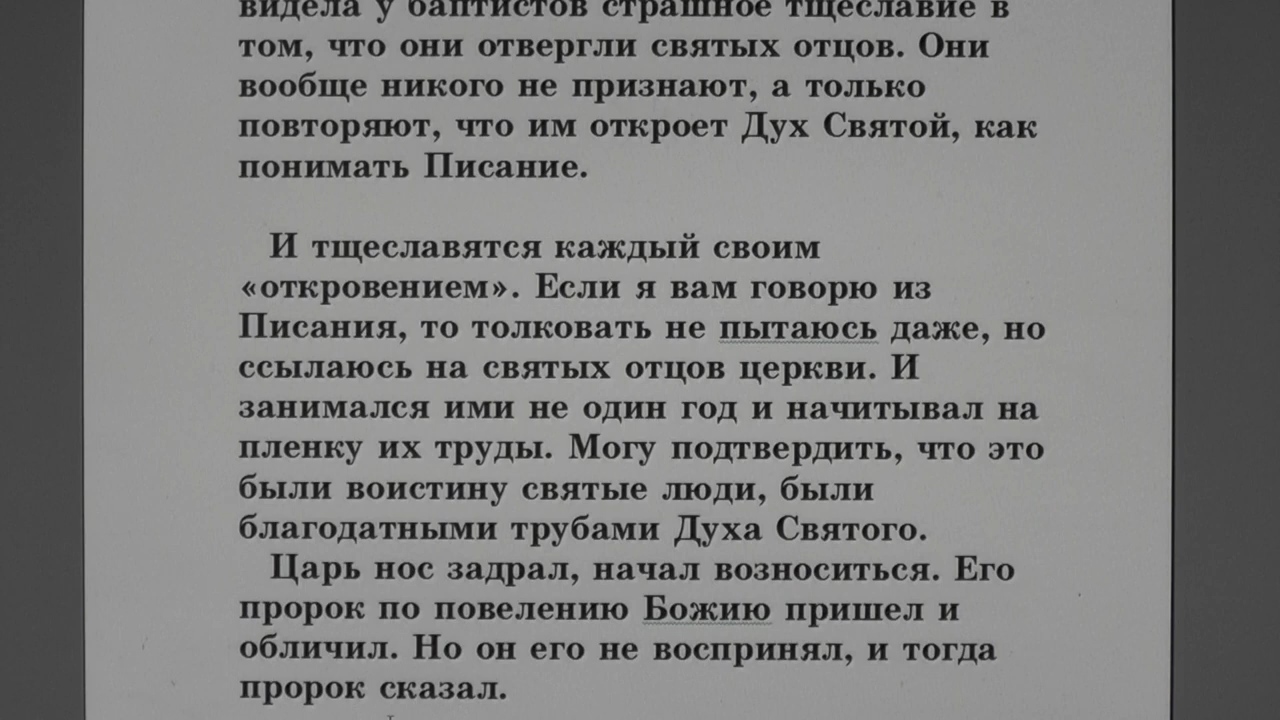 видела у баптистов страшное тщеславие в
том, что они отвергли святых отцов. Они
вообще никого не признают, а только
повторяют, что им откроет Дух Святой, как
понимать Писание.
И тщеславятся каждый своим
«откровением». Если я вам говорю из
Писания, то толковать не пытаюсь даже, но
ссылаюсь на святых отцов церкви. И
занимался ими не один год и начитывал на
пленку их труды. Могу подтвердить, что это
были воистину святые люди, были
благодатными трубами Духа Святого.
Царь нос задрал, начал возноситься. Его
пророк по повелению Божию пришел и
обличил. Но он его не воспринял, и тогда
пророк сказал.